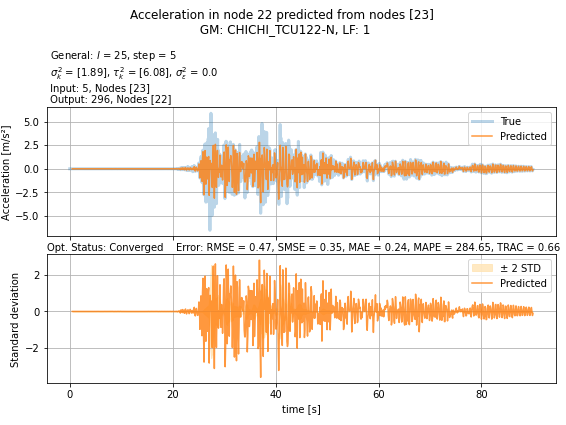 Acceleration in node 22 predicted from nodes [23]
GM: CHICHI_TCU122-N, LF: 1
General: l = 25, step = 5
σ²ₖ = [1.89], τ²ₖ = [6.08], σ²ε = 0.0
Input: 5, Nodes [23]
Output: 296, Nodes [22]
Acceleration [m/s²]
5.0
2.5
0.0
−2.5
−5.0
True
Predicted
Opt. Status: Converged Error: RMSE = 0.47, SMSE = 0.35, MAE = 0.24, MAPE = 284.65, TRAC = 0.66
Standard deviation
2
0
−2
± 2 STD
Predicted
0 20 40 60 80
time [s]